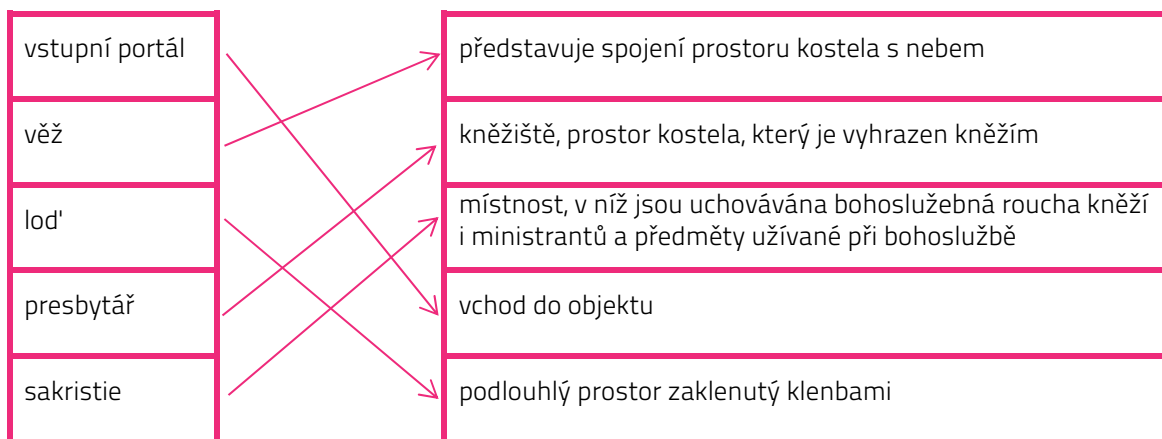 vstupní portál
představuje spojení prostoru kostela s nebem
věž
kněžiště, prostor kostela, který je vyhrazen kněžím
loď
místnost, v níž jsou uchovávána bohoslužebná roucha kněží
i ministrantů a předměty užívané při bohoslužbě
presbytář
vchod do objektu
sakristie
podlouhlý prostor zaklenutý klenbami